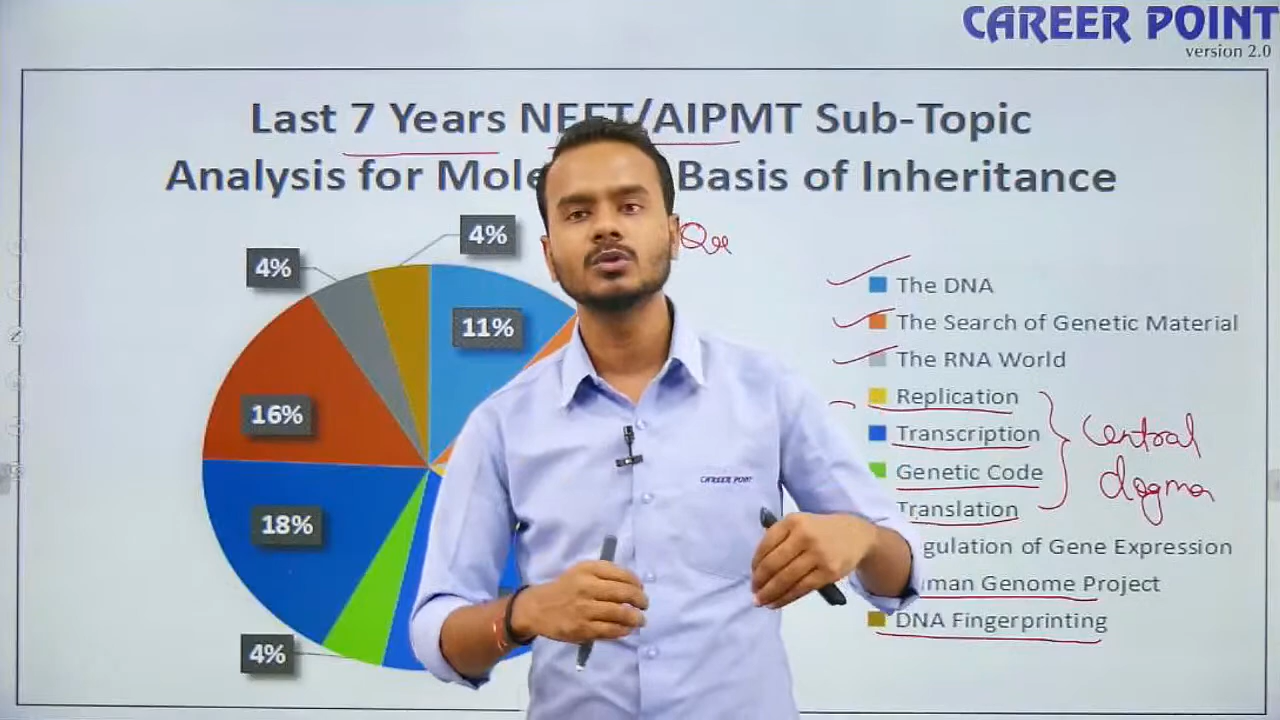 CAREER POINT
version 2.0
Last 7 Years NEET/AIPMT Sub-Topic
Analysis for Basis of Inheritance
4%
4%
11%
16%
18%
4%
Que
The DNA
The Search of Genetic Material
The RNA World
Replication
Transcription
Genetic Code
Translation
gulation of Gene Expression
uman Genome Project
DNA Fingerprinting
Central
dogma
CAREER POINT